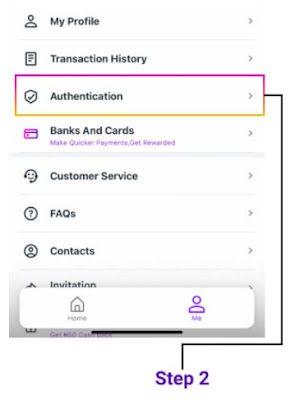 My Profile
Transaction History
Authentication
Banks And Cards
Make Quicker Payments,Get Rewarded
Customer Service
FAQs
Contacts
Invitation
Home
Me
Get ₦50 Cash Back
Step 2